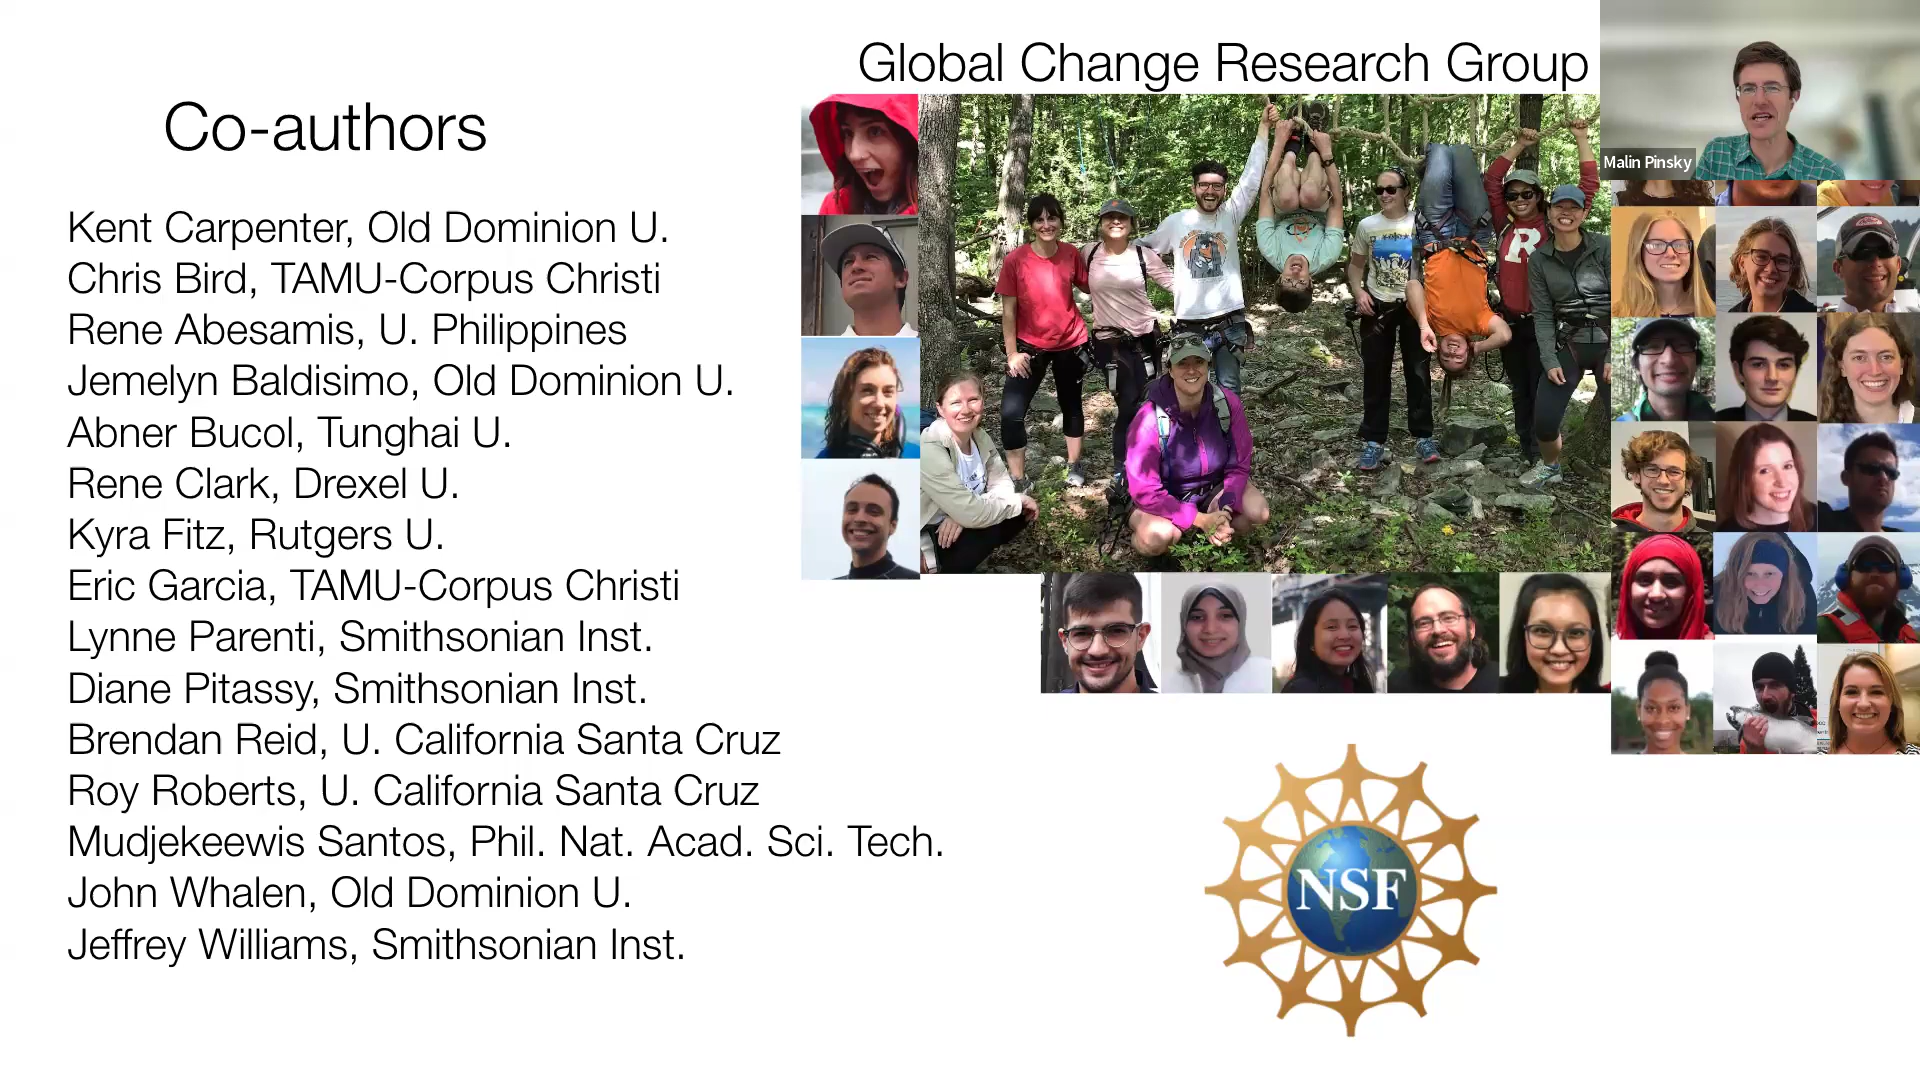 Global Change Research Group
Malin Pinsky
Co-authors
Kent Carpenter, Old Dominion U.
Chris Bird, TAMU-Corpus Christi
Rene Abesamis, U. Philippines
Jemelyn Baldisimo, Old Dominion U.
Abner Bucol, Tunghai U.
Rene Clark, Drexel U.
Kyra Fitz, Rutgers U.
Eric Garcia, TAMU-Corpus Christi
Lynne Parenti, Smithsonian Inst.
Diane Pitassy, Smithsonian Inst.
Brendan Reid, U. California Santa Cruz
Roy Roberts, U. California Santa Cruz
Mudjekeewis Santos, Phil. Nat. Acad. Sci. Tech.
John Whalen, Old Dominion U.
Jeffrey Williams, Smithsonian Inst.
R
NSF